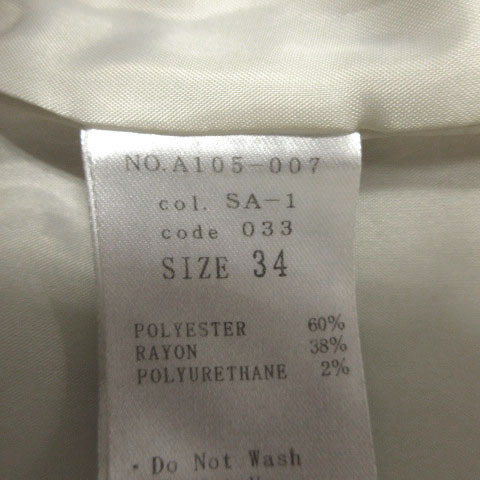 NO.A105-007
col. SA-1
code 033
SIZE 34
POLYESTER 60%
RAYON 38%
POLYURETHANE 2%
· Do Not Wash